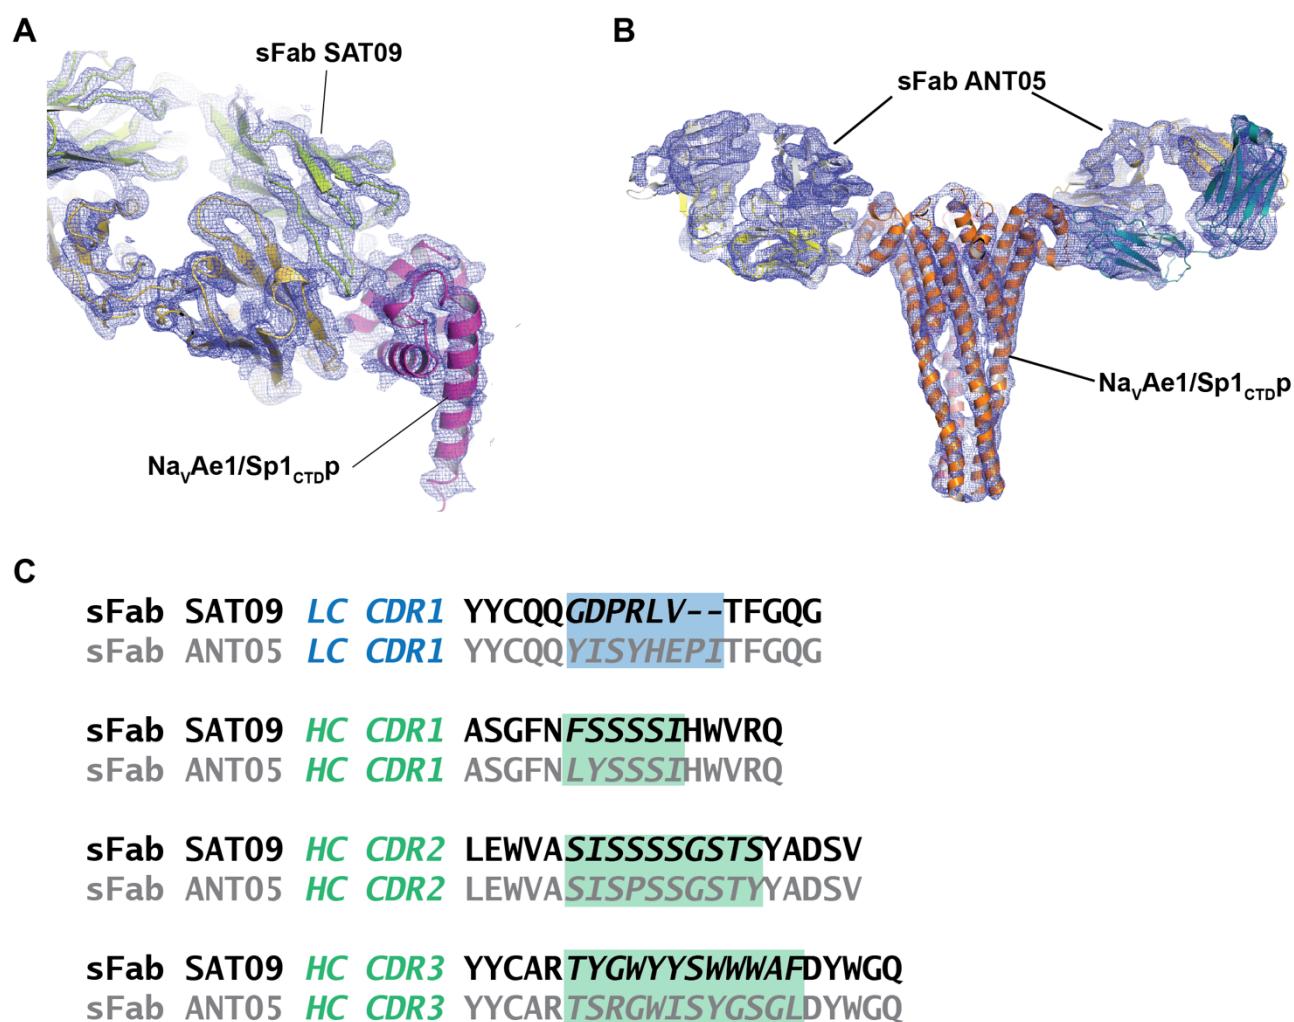 A
B
sFab SAT09
sFab ANT05
NaVAe1/Sp1CTDp
NaVAe1/Sp1CTDp
C
sFab SAT09 LC CDR1 YYCQQGDPRLV--TFGQG
sFab ANT05 LC CDR1 YYCQQYISYHEPITFGQG
sFab SAT09 HC CDR1 ASGFNFSSSSIHWVRQ
sFab ANT05 HC CDR1 ASGFNLYSSSIHWVRQ
sFab SAT09 HC CDR2 LEWVASISSSSGSTSYADSV
sFab ANT05 HC CDR2 LEWVASISPSSGSTYYADSV
sFab SAT09 HC CDR3 YYCARTYGWYYSWWWAFDYWGQ
sFab ANT05 HC CDR3 YYCARTSRGWISYGSGLDYWGQ